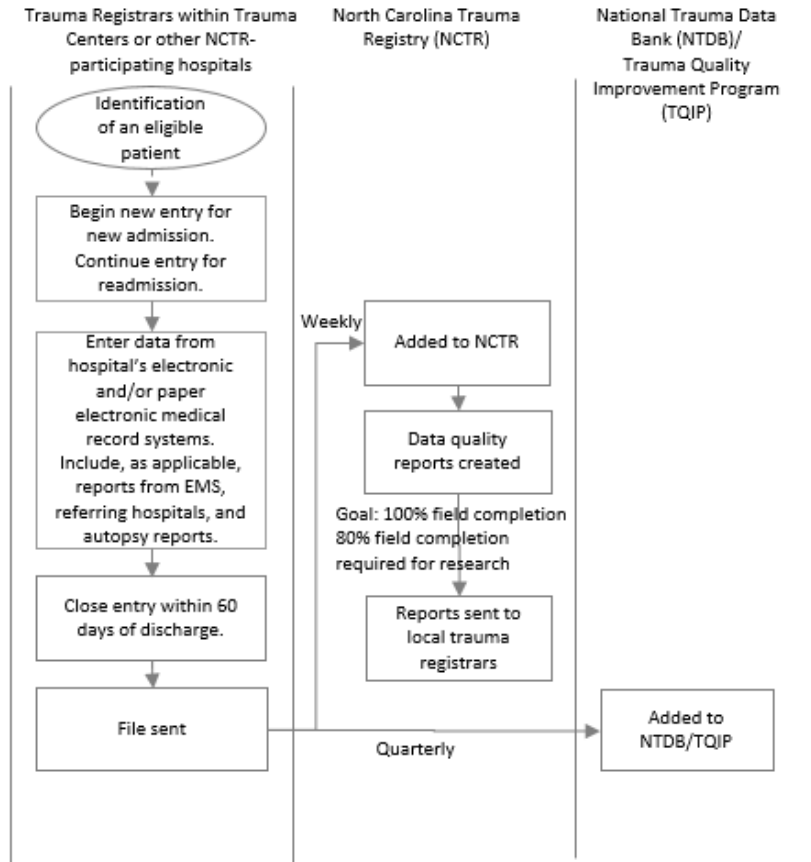 Trauma Registrars within Trauma
Centers or other NCTR-
participating hospitals
North Carolina Trauma
Registry (NCTR)
National Trauma Data
Bank (NTDB)/
Trauma Quality
Improvement Program
(TQIP)
Identification
of an eligible
patient
Begin new entry for
new admission.
Continue entry for
readmission.
Enter data from
hospital's electronic
and/or paper
electronic medical
record systems.
Include, as applicable,
reports from EMS,
referring hospitals, and
autopsy reports.
Close entry within 60
days of discharge.
File sent
Weekly
Added to NCTR
Data quality
reports created
Goal: 100% field completion
80% field completion
required for research
Reports sent to
local trauma
registrars
Quarterly
Added to
NTDB/TQIP